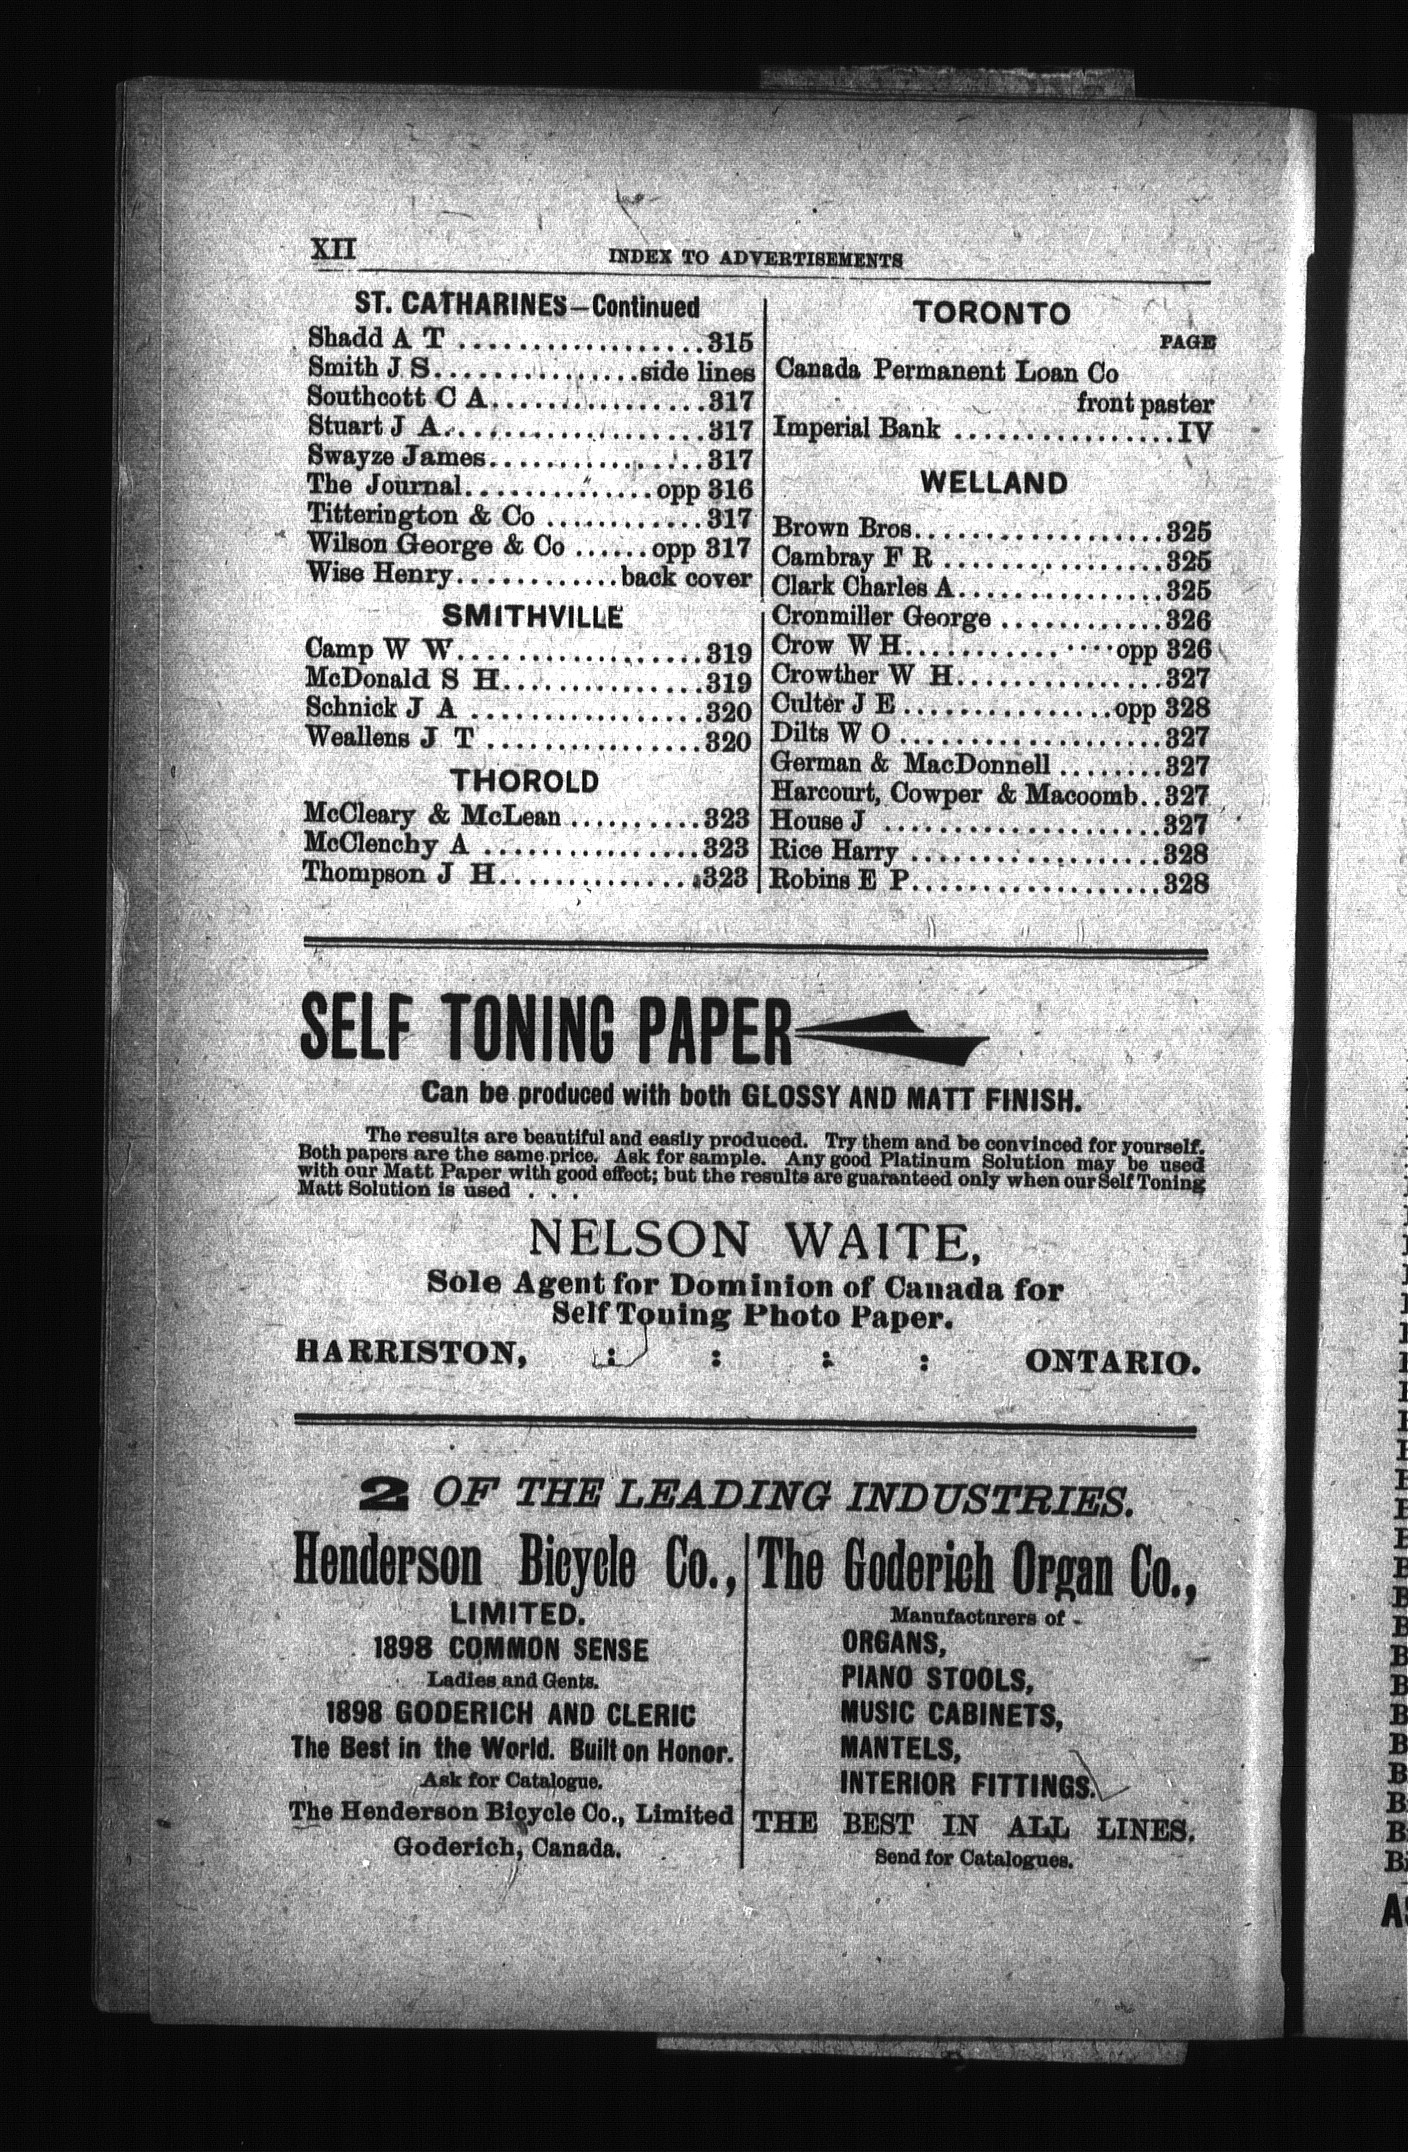 XII
INDEX TO ADVERTISEMENTS
ST. CATHARINES—Continued
Shadd A T .................315
Smith J S..............side lines
Southcott C A...............317
Stuart J A..................317
Swayze James...............317
The Journal.............opp 316
Titterington & Co ............317
Wilson George & Co ......opp 317
Wise Henry............back cover
SMITHVILLE
Camp W W.................319
McDonald S H..............319
Schnick J A ................320
Weallens J T ...............320
THOROLD
McCleary & McLean ..........323
McClenchy A ...............323
Thompson J H..............323
TORONTO
PAGE
Canada Permanent Loan Co
front paster
Imperial Bank ................IV
WELLAND
Brown Bros..................325
Cambray F R ................325
Clark Charles A...............325
Cronmiller George ............326
Crow W H...............opp 326
Crowther W H...............327
Culter J E ...............opp 328
Dilts W O ...................327
German & MacDonnell ........327
Harcourt, Cowper & Macoomb..327
House J ....................327
Rice Harry ..................328
Robins E P..................328
SELF TONING PAPER
Can be produced with both GLOSSY AND MATT FINISH.
The results are beautiful and easily produced. Try them and be convinced for yourself.
Both papers are the same price. Ask for sample. Any good Platinum Solution may be used
with our Matt Paper with good effect; but the results are guaranteed only when our Self Toning
Matt Solution is used . . .
NELSON WAITE,
Sole Agent for Dominion of Canada for
Self Toning Photo Paper.
HARRISTON, : : : : ONTARIO.
2 OF THE LEADING INDUSTRIES.
Henderson Bicycle Co.,
LIMITED.
1898 COMMON SENSE
Ladies and Gents.
1898 GODERICH AND CLERIC
The Best in the World. Built on Honor.
Ask for Catalogue.
The Henderson Bicycle Co., Limited
Goderich, Canada.
The Goderich Organ Co.,
Manufacturers of -
ORGANS,
PIANO STOOLS,
MUSIC CABINETS,
MANTELS,
INTERIOR FITTINGS.
THE BEST IN ALL LINES.
Send for Catalogues.